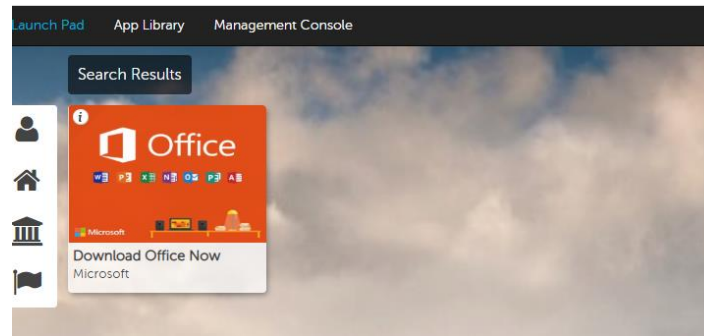 Launch Pad App Library Management Console
Search Results
i
Office
W P X N O P A
Microsoft
Download Office Now
Microsoft